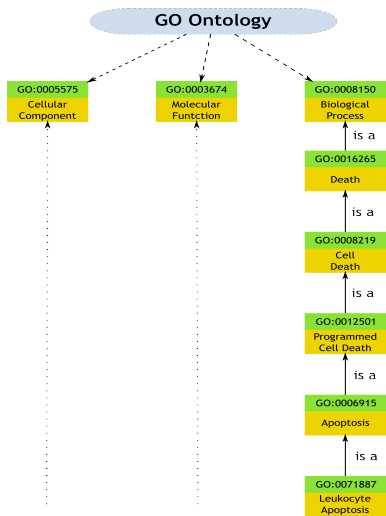 GO Ontology
GO:0005575
Cellular
Component
GO:0003674
Molecular
Funtction
GO:0008150
Biological
Process
is a
GO:0016265
Death
is a
GO:0008219
Cell
Death
is a
GO:0012501
Programmed
Cell Death
is a
GO:0006915
Apoptosis
is a
GO:0071887
Leukocyte
Apoptosis